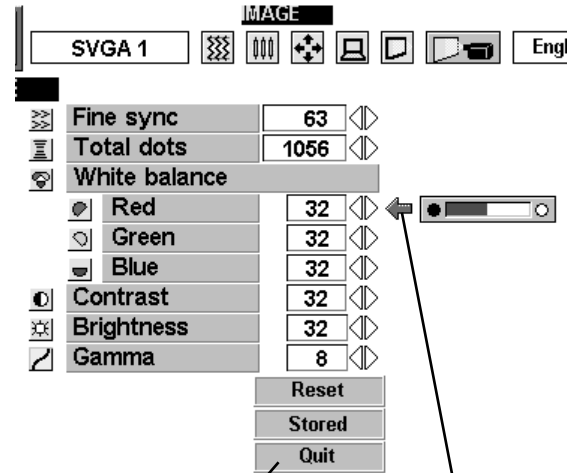 IMAGE
SVGA 1
Fine sync 63
Total dots 1056
White balance
Red 32
Green 32
Blue 32
Contrast 32
Brightness 32
Gamma 8
Reset
Stored
Quit